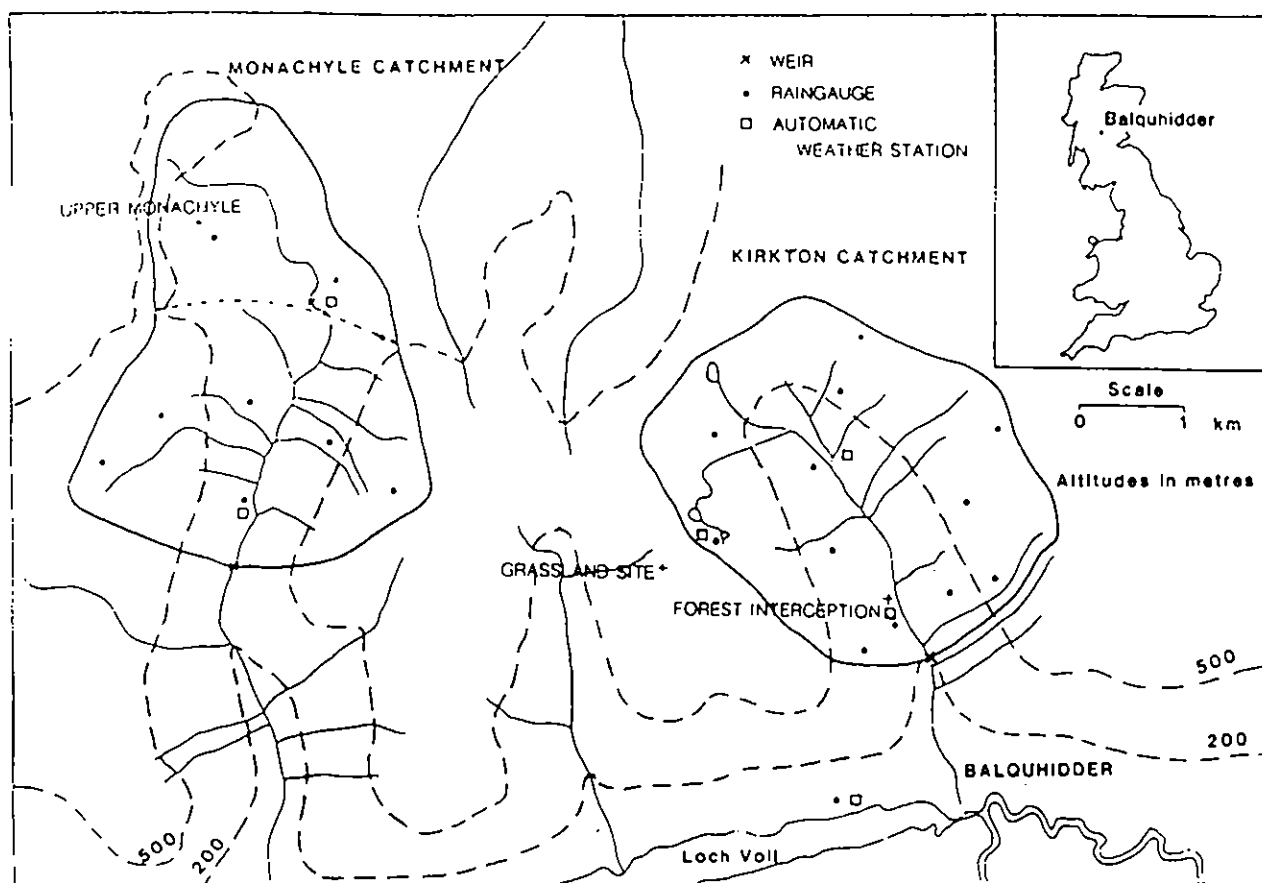 MONACHYLE CATCHMENT
WEIR
RAINGAUGE
AUTOMATIC
WEATHER STATION
Balquhidder
UPPER MONACHYLE
KIRKTON CATCHMENT
Scale
0 1 km
Altitudes in metres
GRASSLAND SITE
FOREST INTERCEPTION
500
200
BALQUHIDDER
500
200
Loch Voil